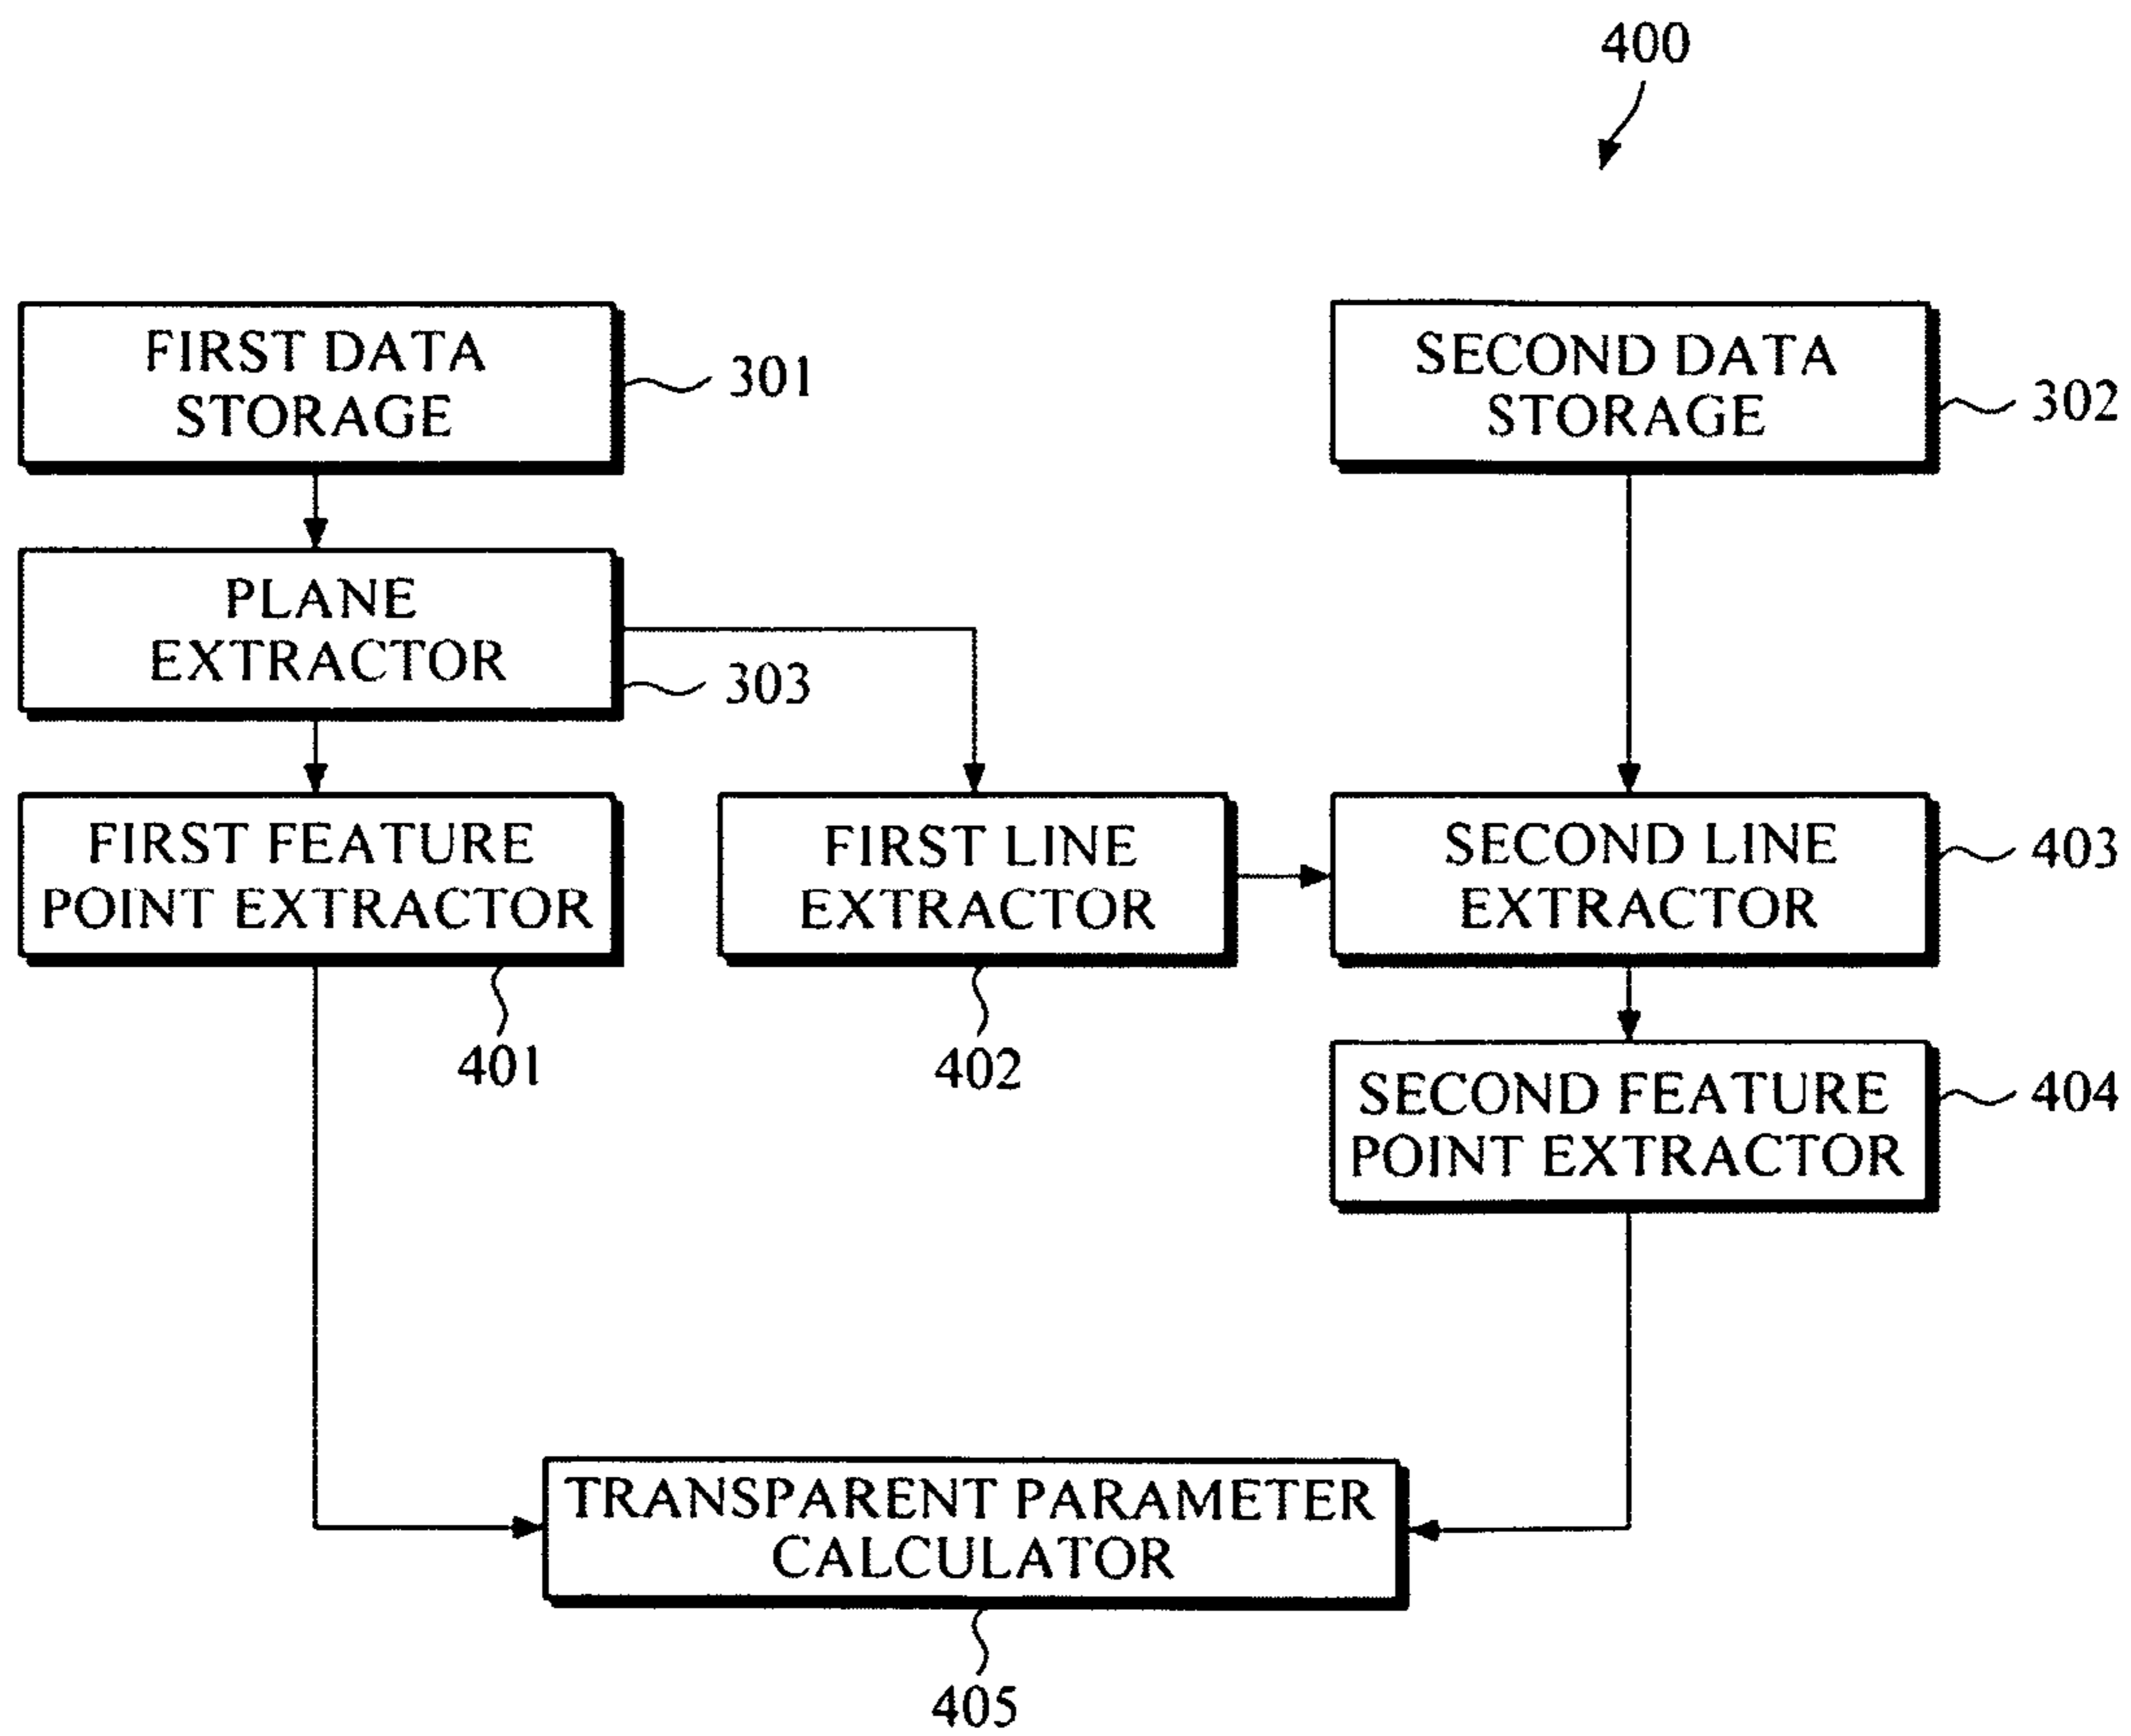 400
FIRST DATA
STORAGE
301
SECOND DATA
STORAGE
302
PLANE
EXTRACTOR
303
FIRST FEATURE
POINT EXTRACTOR
401
FIRST LINE
EXTRACTOR
402
SECOND LINE
EXTRACTOR
403
SECOND FEATURE
POINT EXTRACTOR
404
TRANSPARENT PARAMETER
CALCULATOR
405